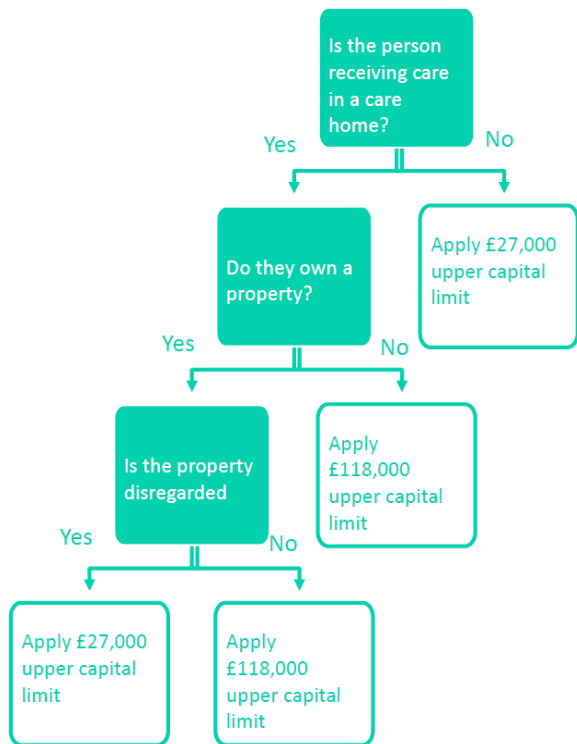 Is the person
receiving care
in a care
home?
Yes
No
Do they own a
property?
Apply £27,000
upper capital
limit
Yes
No
Is the property
disregarded
Apply
£118,000
upper capital
limit
Yes
No
Apply £27,000
upper capital
limit
Apply
£118,000
upper capital
limit